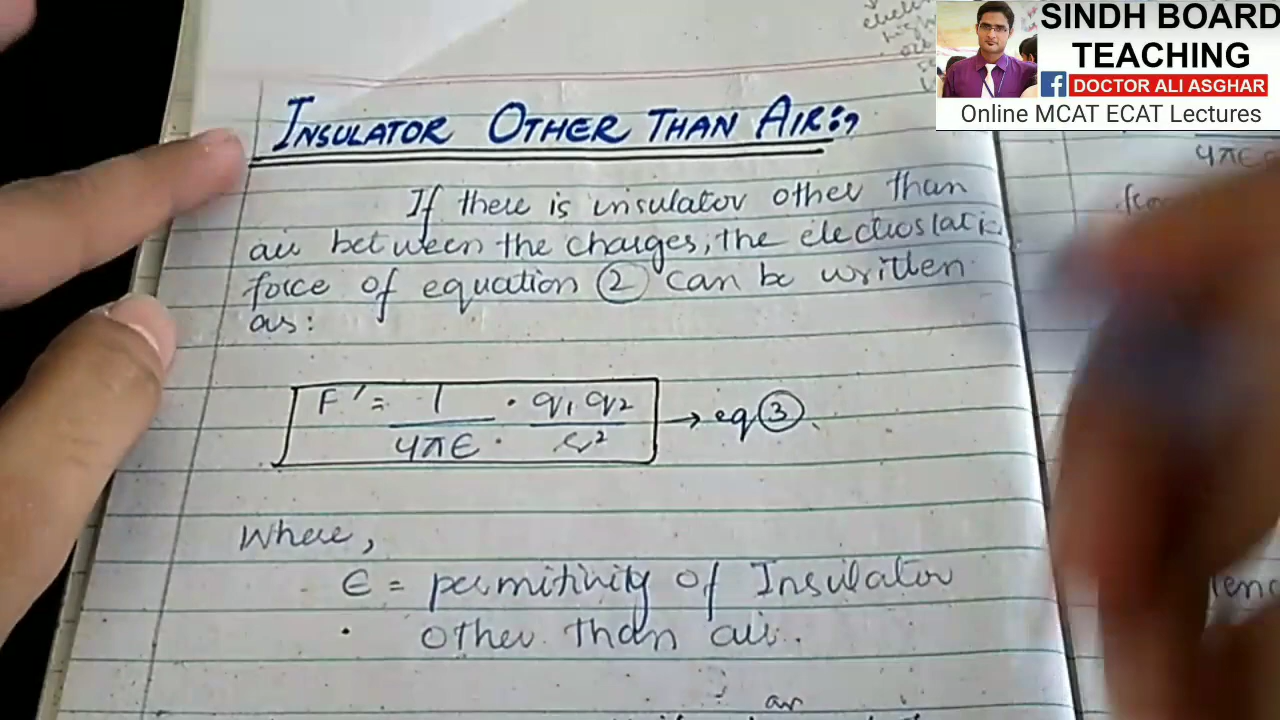 SINDH BOARD
TEACHING
DOCTOR ALI ASGHAR
Online MCAT ECAT Lectures
INSULATOR OTHER THAN AIR:→
If there is insulator other than
air between the charges, the electrostatic
force of equation ② can be written
as:
F' = 1/4πε · q₁q₂/r² → eq ③
Where,
ε = permitivity of Insulator
other than air.